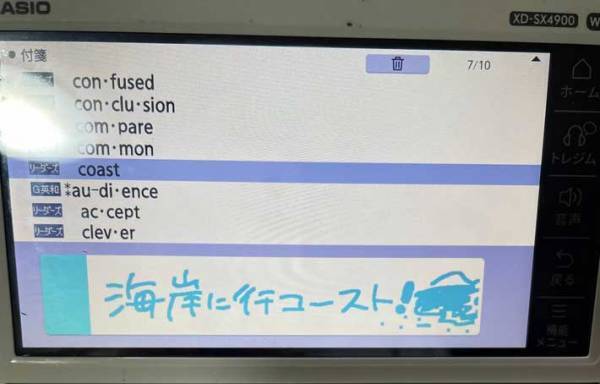 ASIO
XD-SX4900
付箋
7/10
con·fused
con·clu·sion
com·pare
com·mon
リーダーズ coast
G英和 *au–di·ence
リーダーズ ac·cept
リーダーズ clev·er
海岸に行コースト!
ホーム
トレジム
音声
戻る
機能
メニュー